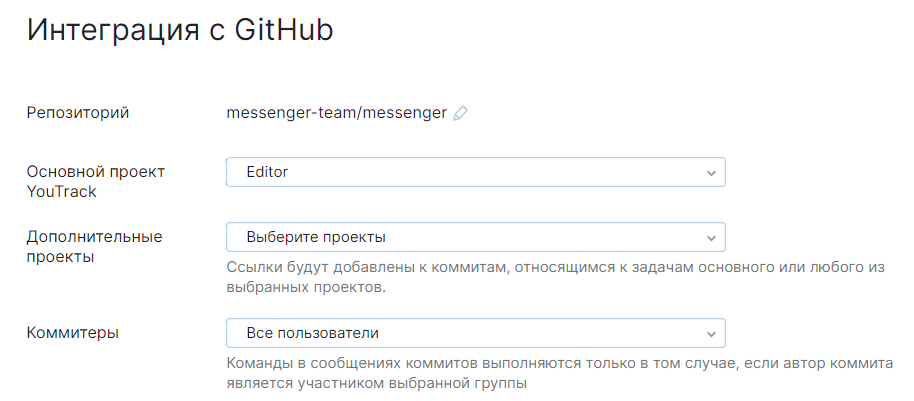 Интеграция с GitHub
Репозиторий
messenger-team/messenger
Основной проект
YouTrack
Editor
Дополнительные
проекты
Выберите проекты
Ссылки будут добавлены к коммитам, относящимся к задачам основного или любого из
выбранных проектов.
Коммитеры
Все пользователи
Команды в сообщениях коммитов выполняются только в том случае, если автор коммита
является участником выбранной группы